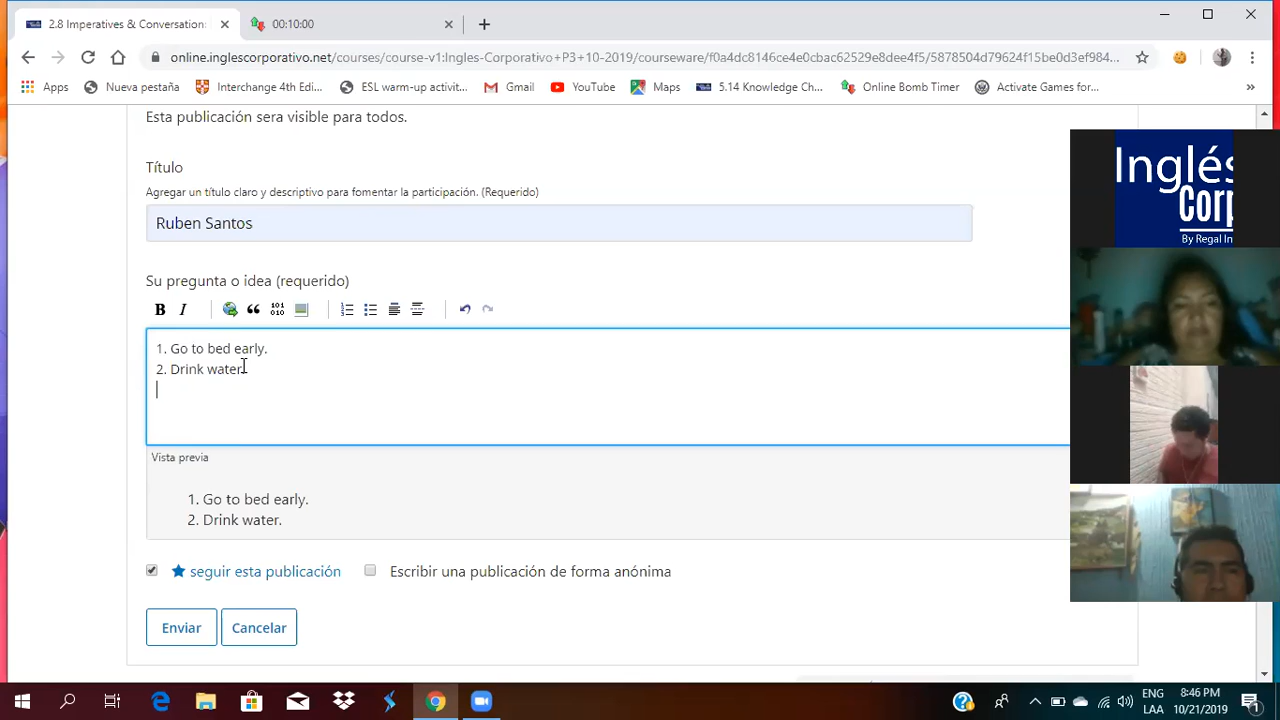 2.8 Imperatives & Conversation:
00:10:00
online.inglescorporativo.net/courses/course-v1:Ingles_Corporativo+P3+10-2019/courseware/f0a4dc8146ce4e0cbac62529e8dee4f5/5878504d79624f15be0d3ef984...
Apps
Nueva pestaña
Interchange 4th Edi...
ESL warm-up activit...
Gmail
YouTube
Maps
5.14 Knowledge Ch...
Online Bomb Timer
Activate Games for...
»
Esta publicación sera visible para todos.
Título
Agregar un título claro y descriptivo para fomentar la participación. (Requerido)
Ruben Santos
Su pregunta o idea (requerido)
B I
1. Go to bed early.
2. Drink water.
Vista previa
1. Go to bed early.
2. Drink water.
seguir esta publicación
Escribir una publicación de forma anónima
Enviar
Cancelar
Inglés
Corp
By Regal In
ENG
LAA
8:46 PM
10/21/2019
1